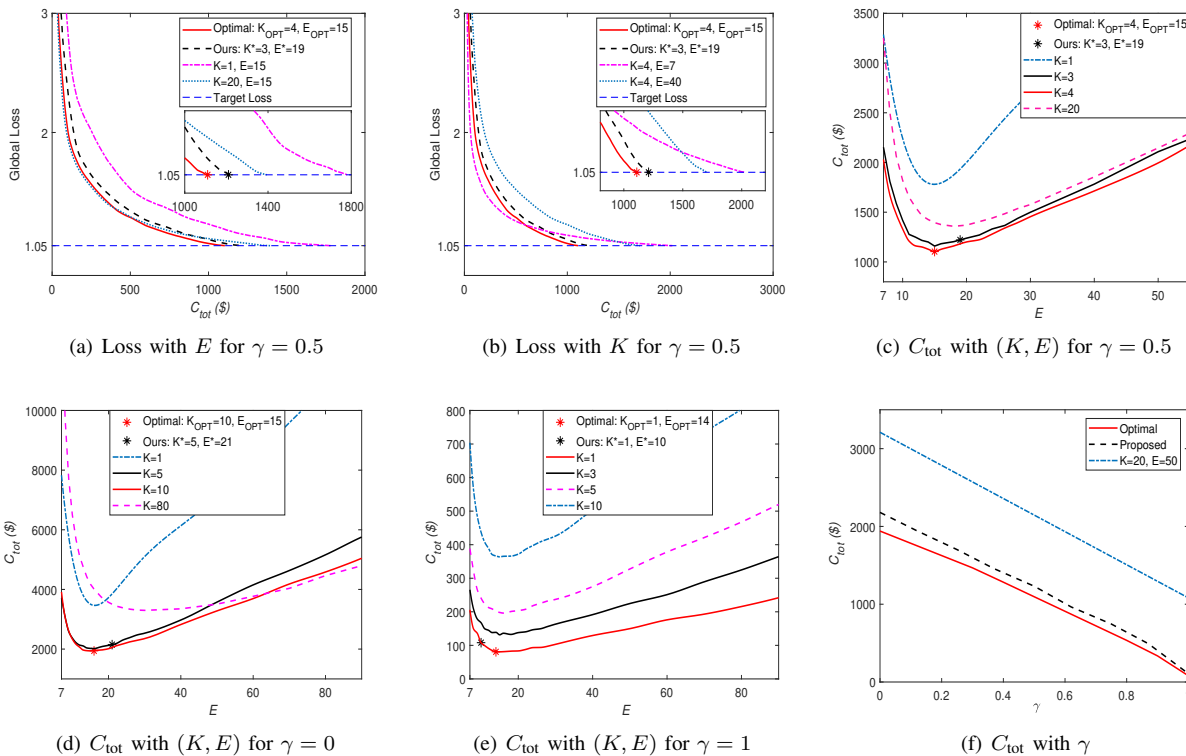 3
2
1.05
Global Loss
0 500 1000 1500 2000
C_tot ($)
Optimal: K_OPT=4, E_OPT=15
Ours: K*=3, E*=19
K=1, E=15
K=20, E=15
Target Loss
1.05
1000 1400 1800
(a) Loss with E for γ = 0.5
3
2
1.05
Global Loss
0 1000 2000 3000
C_tot ($)
Optimal: K_OPT=4, E_OPT=15
Ours: K*=3, E*=19
K=4, E=7
K=4, E=40
Target Loss
1.05
1000 1500 2000
(b) Loss with K for γ = 0.5
3500
3000
2500
2000
1500
1000
C_tot ($)
7 10 20 30 40 50
E
Optimal: K_OPT=4, E_OPT=15
Ours: K*=3, E*=19
K=1
K=3
K=4
K=20
(c) C_tot with (K, E) for γ = 0.5
10000
8000
6000
4000
2000
C_tot ($)
7 20 40 60 80
E
Optimal: K_OPT=10, E_OPT=15
Ours: K*=5, E*=21
K=1
K=5
K=10
K=80
(d) C_tot with (K, E) for γ = 0
800
700
600
500
400
300
200
100
0
C_tot ($)
7 20 40 60 80
E
Optimal: K_OPT=1, E_OPT=14
Ours: K*=1, E*=10
K=1
K=3
K=5
K=10
(e) C_tot with (K, E) for γ = 1
3000
2000
1000
0
C_tot ($)
0 0.2 0.4 0.6 0.8
γ
Optimal
Proposed
K=20, E=50
(f) C_tot with γ